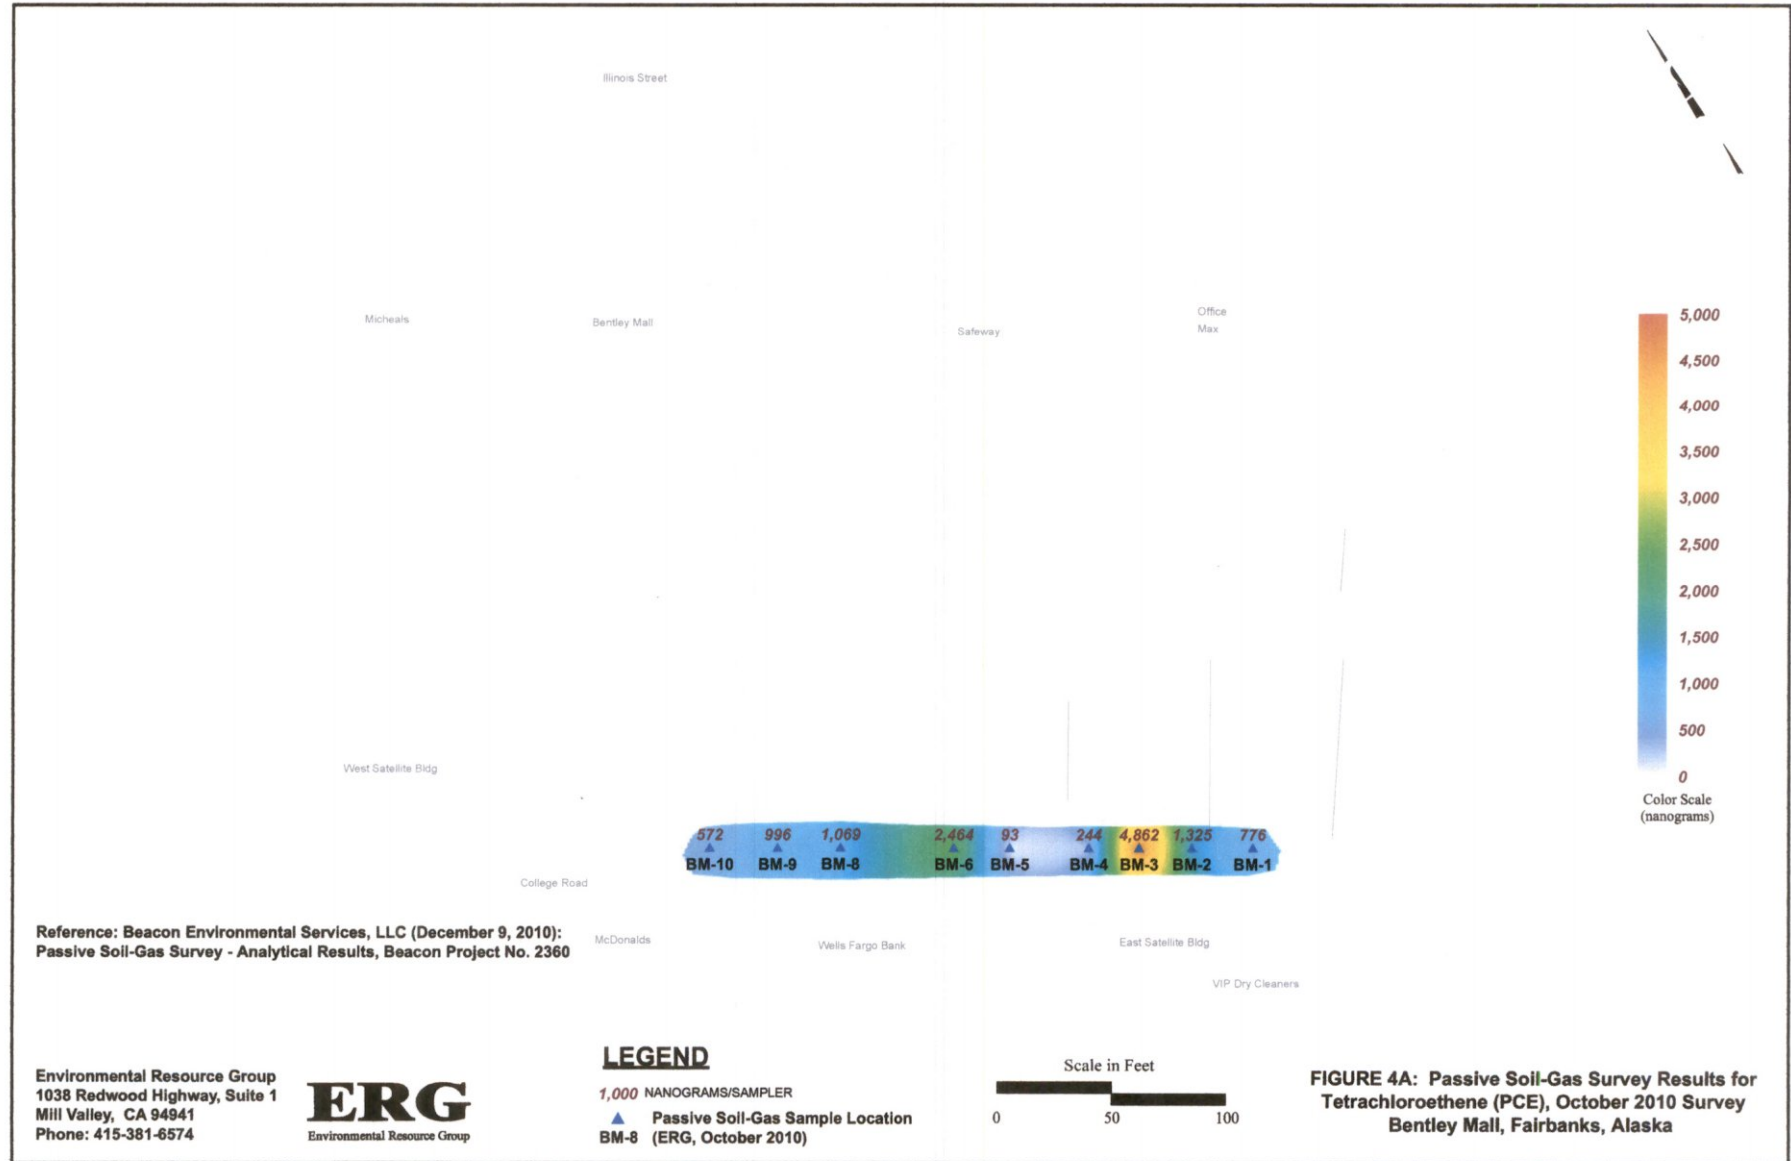 Illinois Street
Micheals
Bentley Mall
Safeway
Office
Max
5,000
4,500
4,000
3,500
3,000
2,500
2,000
1,500
1,000
500
0
Color Scale
(nanograms)
West Satellite Bldg
572 996 1,069 2,464 93 244 4,862 1,325 776
BM-10 BM-9 BM-8 BM-6 BM-5 BM-4 BM-3 BM-2 BM-1
College Road
Reference: Beacon Environmental Services, LLC (December 9, 2010):
Passive Soil-Gas Survey - Analytical Results, Beacon Project No. 2360
McDonalds
Wells Fargo Bank
East Satellite Bldg
VIP Dry Cleaners
Environmental Resource Group
1038 Redwood Highway, Suite 1
Mill Valley, CA 94941
Phone: 415-381-6574
ERG
Environmental Resource Group
LEGEND
1,000 NANOGRAMS/SAMPLER
Passive Soil-Gas Sample Location
BM-8 (ERG, October 2010)
Scale in Feet
0 50 100
FIGURE 4A: Passive Soil-Gas Survey Results for
Tetrachloroethene (PCE), October 2010 Survey
Bentley Mall, Fairbanks, Alaska